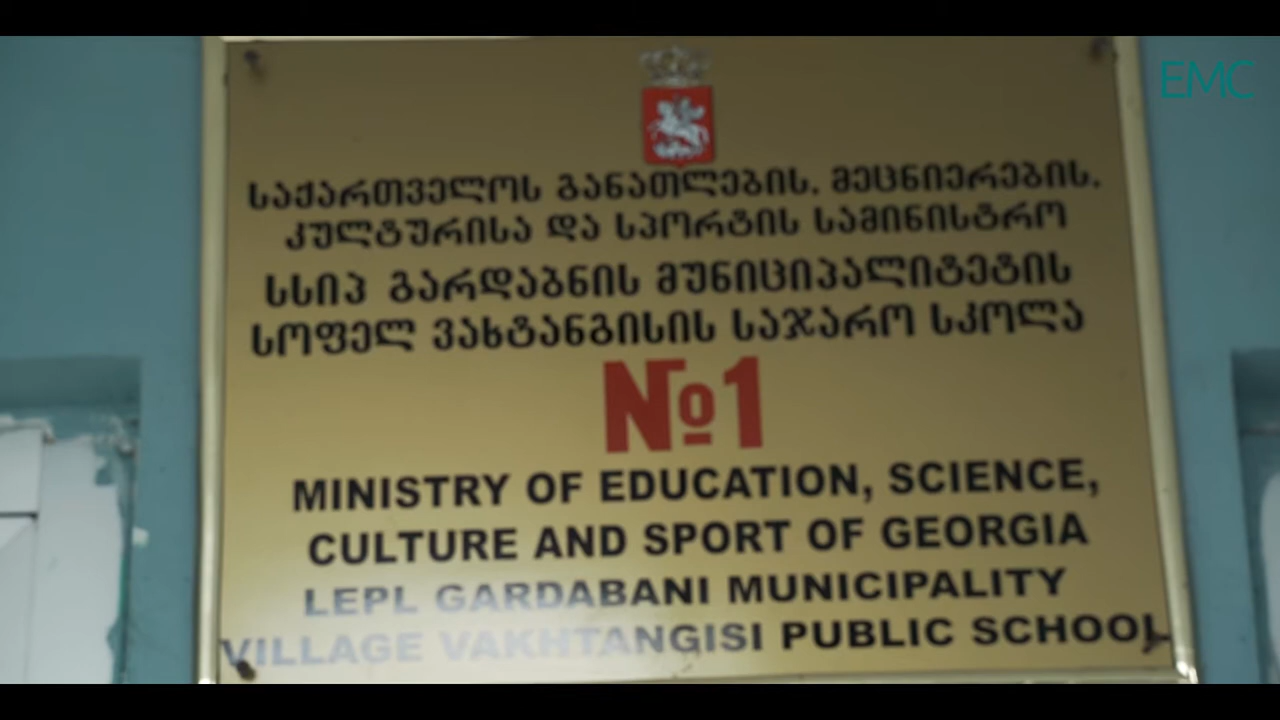 EMC
საქართველოს განათლების, მეცნიერების,
კულტურისა და სპორტის სამინისტრო
სსიპ გარდაბნის მუნიციპალიტეტის
სოფელ ვახტანგისის საჯარო სკოლა
№1
MINISTRY OF EDUCATION, SCIENCE,
CULTURE AND SPORT OF GEORGIA
LEPL GARDABANI MUNICIPALITY
VILLAGE VAKHTANGISI PUBLIC SCHOOL